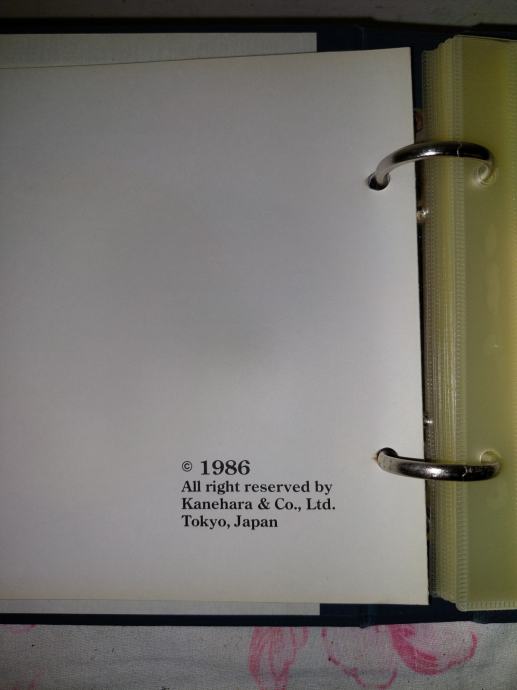 © 1986
All right reserved by
Kanehara & Co., Ltd.
Tokyo, Japan